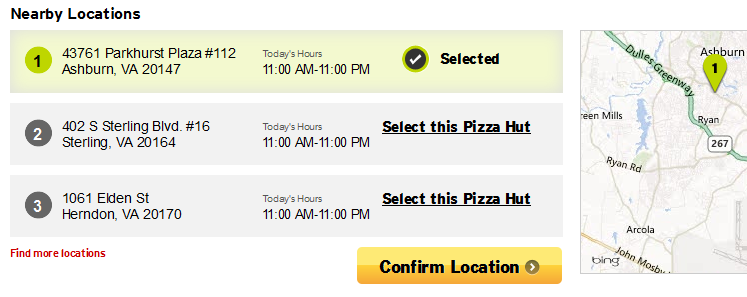 Nearby Locations
1
43761 Parkhurst Plaza #112
Ashburn, VA 20147
Today's Hours
11:00 AM-11:00 PM
Selected
2
402 S Sterling Blvd. #16
Sterling, VA 20164
Today's Hours
11:00 AM-11:00 PM
Select this Pizza Hut
3
1061 Elden St
Herndon, VA 20170
Today's Hours
11:00 AM-11:00 PM
Select this Pizza Hut
Find more locations
Confirm Location
Ashburn
Dulles Greenway
1
reen Mills
Ryan
267
Ryan Rd
Arcola
bing
John Mosby